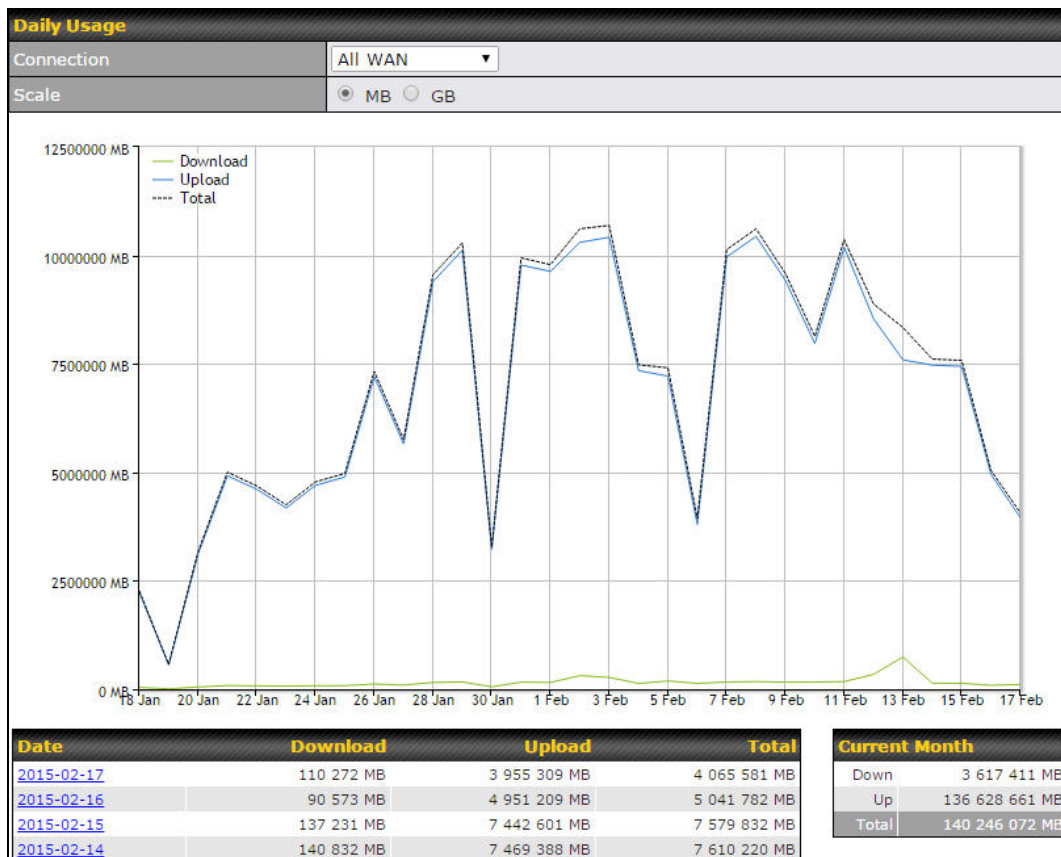 Daily Usage
Connection All WAN
Scale MB GB
12500000 MB
Download
Upload
Total
10000000 MB
7500000 MB
5000000 MB
2500000 MB
0 MB
18 Jan 20 Jan 22 Jan 24 Jan 26 Jan 28 Jan 30 Jan 1 Feb 3 Feb 5 Feb 7 Feb 9 Feb 11 Feb 13 Feb 15 Feb 17 Feb
Date Download Upload Total
2015-02-17 110 272 MB 3 955 309 MB 4 065 581 MB
2015-02-16 90 573 MB 4 951 209 MB 5 041 782 MB
2015-02-15 137 231 MB 7 442 601 MB 7 579 832 MB
2015-02-14 140 832 MB 7 469 388 MB 7 610 220 MB
Current Month
Down 3 617 411 MB
Up 136 628 661 MB
Total 140 246 072 MB